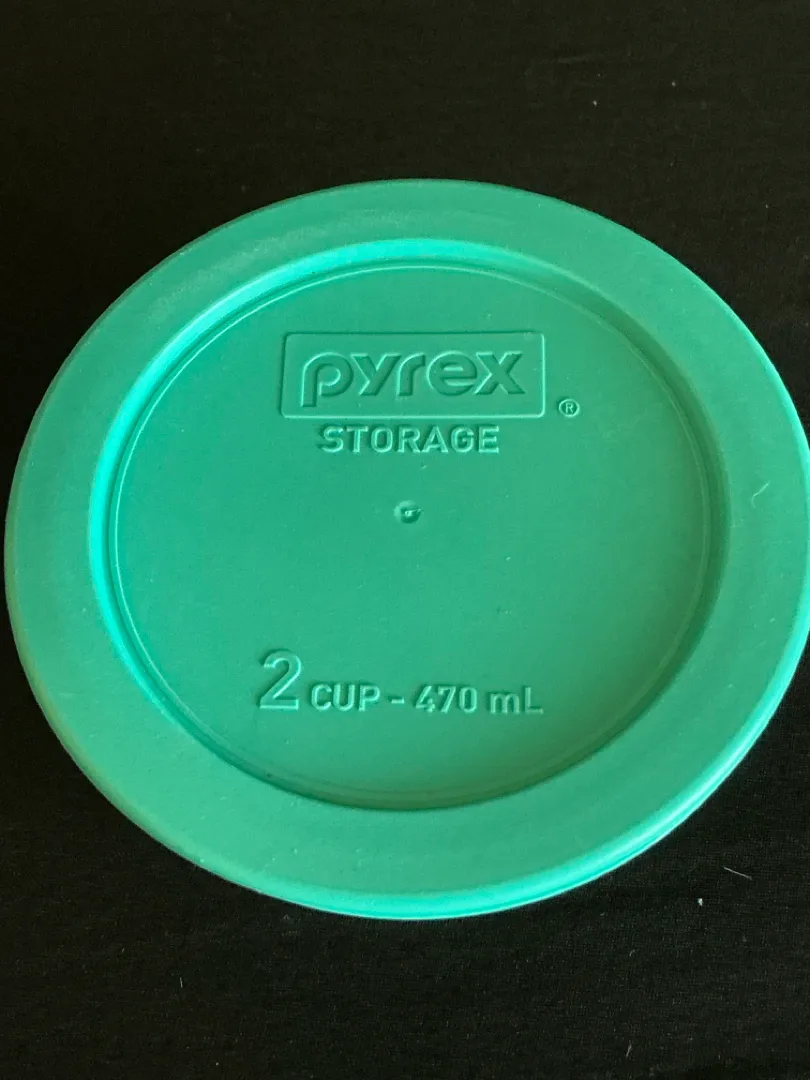 pyrex
®
STORAGE
2 CUP - 470 mL